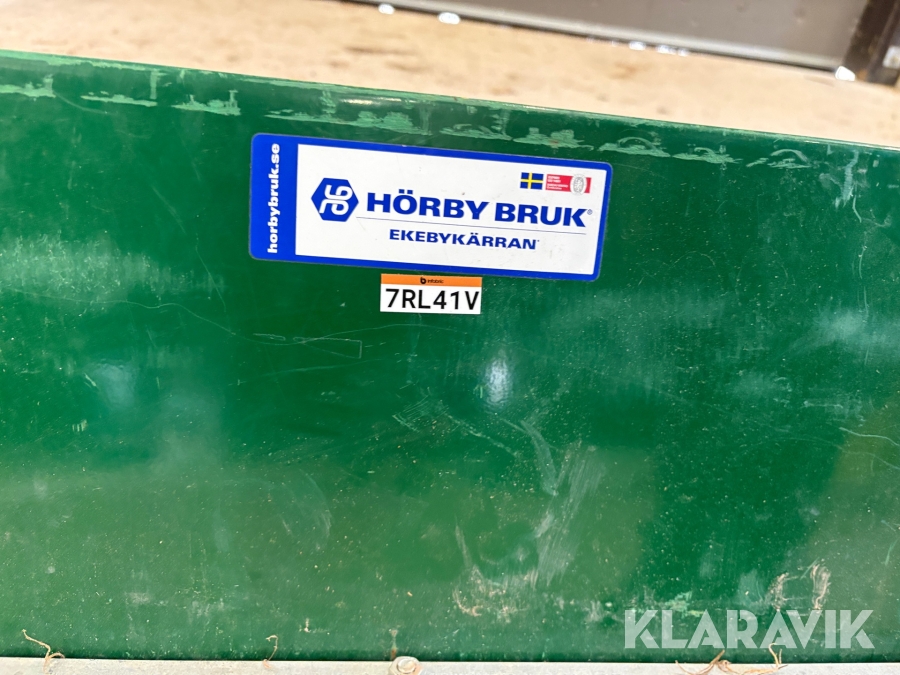 horbybruk.se
HÖRBY BRUK®
EKEBYKÄRRAN
7RL41V
KLARAVIK